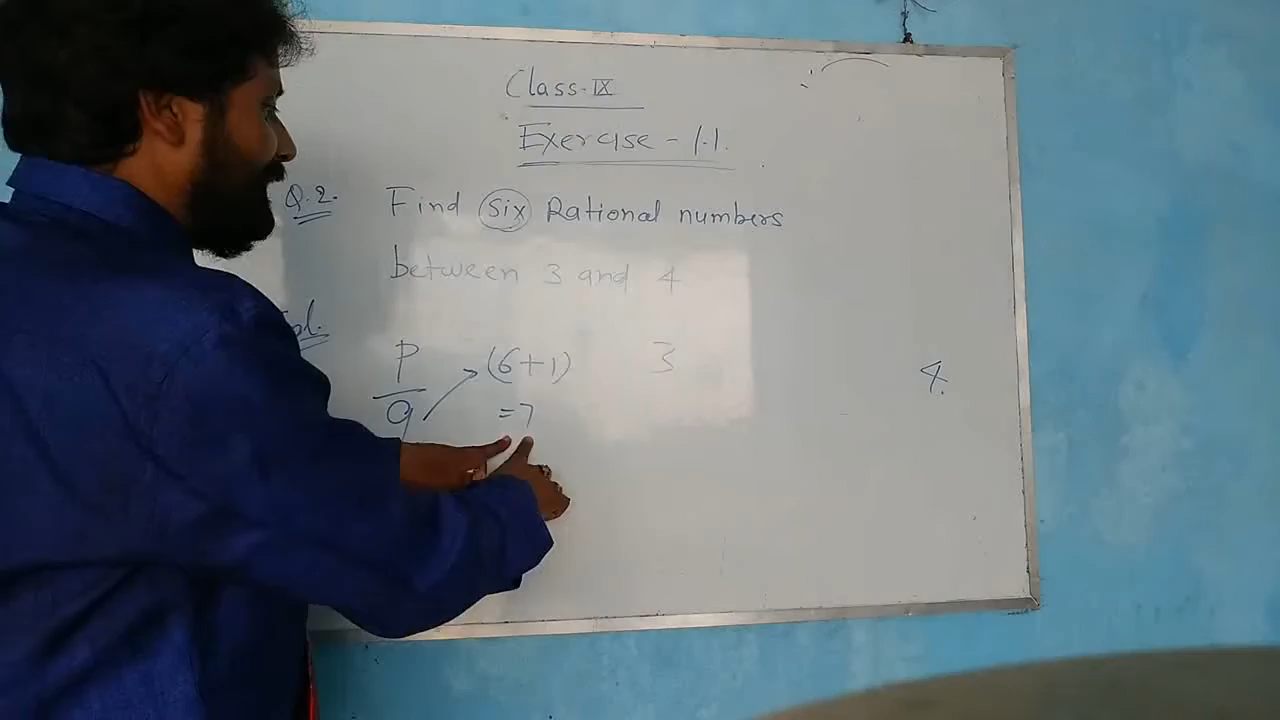 Class-IX
Exercise - 1.1.
Q.2. Find six Rational numbers
between 3 and 4
P/q (6+1) 3 4.
=7